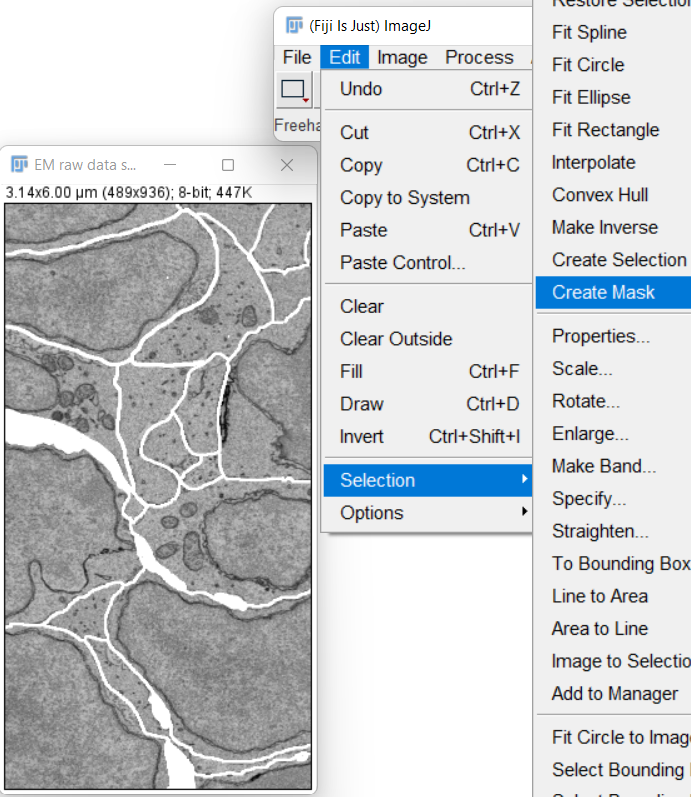 (Fiji Is Just) ImageJ
File Edit Image Process
Undo Ctrl+Z
Cut Ctrl+X
Copy Ctrl+C
Copy to System
Paste Ctrl+V
Paste Control...
Clear
Clear Outside
Fill Ctrl+F
Draw Ctrl+D
Invert Ctrl+Shift+I
Selection
Options
Fit Spline
Fit Circle
Fit Ellipse
Fit Rectangle
Interpolate
Convex Hull
Make Inverse
Create Selection
Create Mask
Properties...
Scale...
Rotate...
Enlarge...
Make Band...
Specify...
Straighten...
To Bounding Box
Line to Area
Area to Line
Image to Selectio
Add to Manager
Fit Circle to Imag
Select Bounding
Freeha
EM raw data s...
3.14x6.00 µm (489x936); 8-bit; 447K